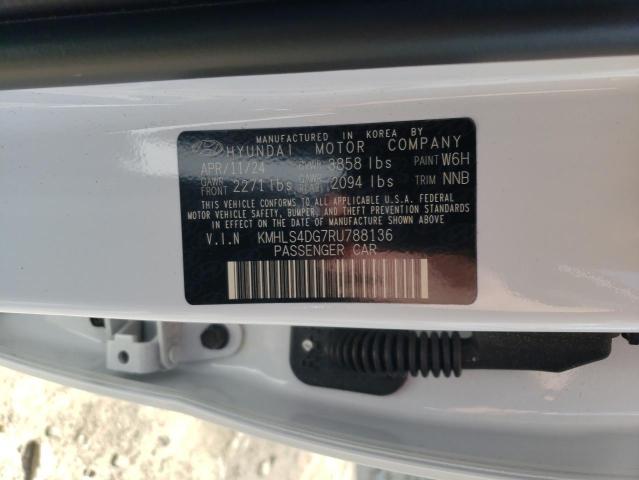 MANUFACTURED IN KOREA BY
HYUNDAI MOTOR COMPANY
APR/11/24 GVWR 3858 lbs PAINT W6H
GAWR FRONT 2271 lbs GAWR REAR 2094 lbs TRIM NNB
THIS VEHICLE CONFORMS TO ALL APPLICABLE U.S.A. FEDERAL
MOTOR VEHICLE SAFETY, BUMPER, AND THEFT PREVENTION
STANDARDS IN EFFECT ON THE DATE OF MANUFACTURE SHOWN ABOVE.
V.I.N KMHLS4DG7RU788136
PASSENGER CAR